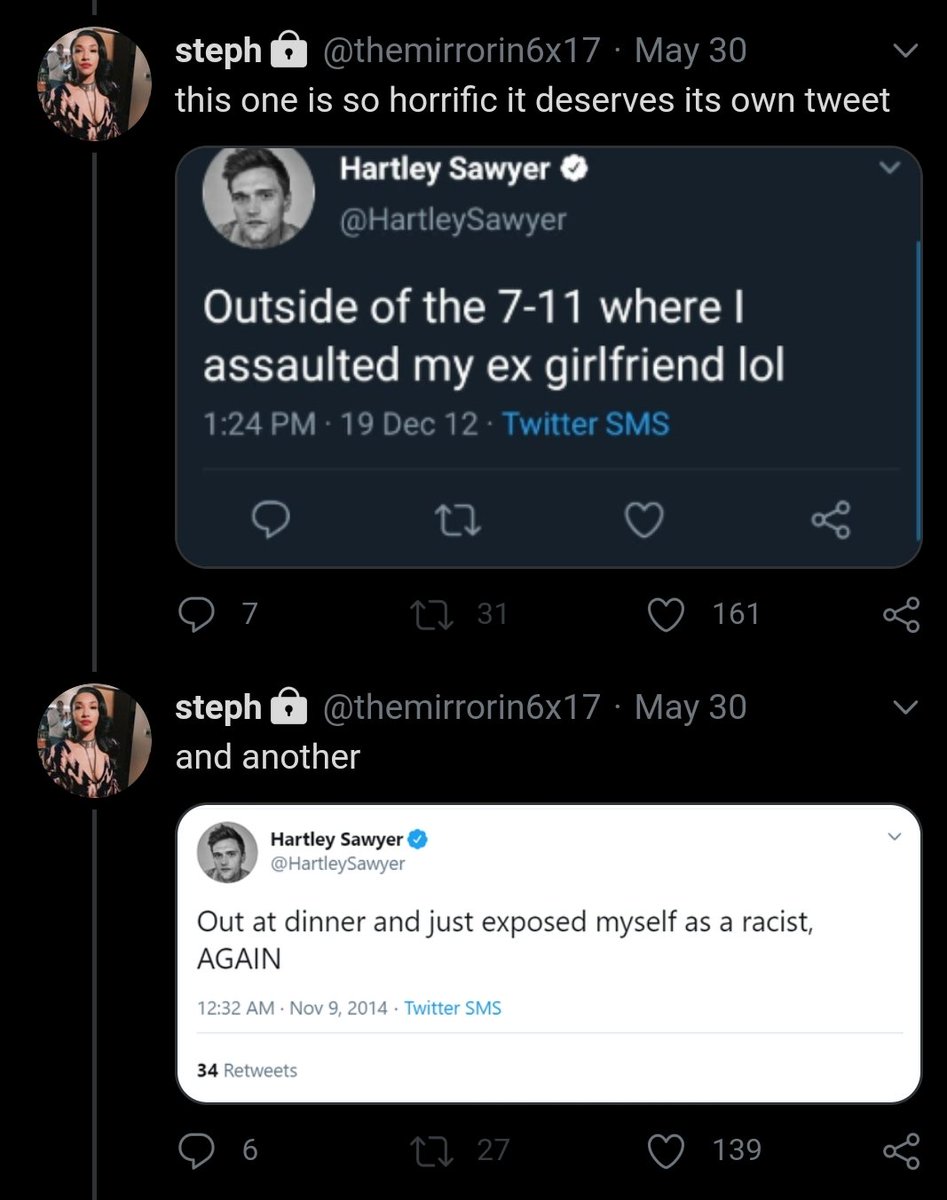 steph @themirrorin6x17 · May 30
this one is so horrific it deserves its own tweet
Hartley Sawyer
@HartleySawyer
Outside of the 7-11 where I
assaulted my ex girlfriend lol
1:24 PM · 19 Dec 12 · Twitter SMS
7 31 161
steph @themirrorin6x17 · May 30
and another
Hartley Sawyer
@HartleySawyer
Out at dinner and just exposed myself as a racist,
AGAIN
12:32 AM · Nov 9, 2014 · Twitter SMS
34 Retweets
6 27 139